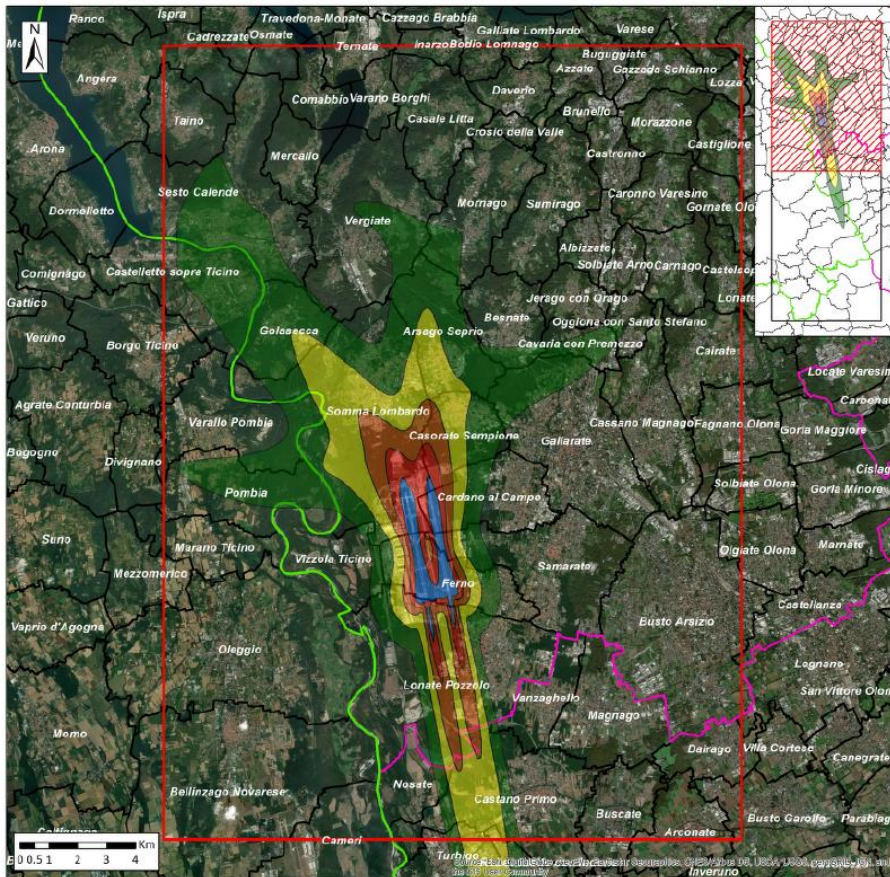 Ranco
Ispra
Travedona-Monate
Cazzago Brabbia
Cadrezzate
Osmate
Galliate Lombardo
Varese
N
Ternate
Inarzo
Bodio Lomnago
Buguggiate
Azzate
Gazzada Schianno
Lozza
Angera
Comabbio
Varano Borghi
Daverio
Brunello
Morazzone
Taino
Casale Litta
Crosio della Valle
Castiglione
Arona
Mercallo
Castronno
Sesto Calende
Mornago
Sumirago
Caronno Varesino
Gornate Olo
Dormelletto
Vergiate
Albizzate
Comignago
Castelletto sopra Ticino
Solbiate Arno
Carnago
Castelsep
Gattico
Jerago con Orago
Lonate
Veruno
Borgo Ticino
Golasecca
Arsago Seprio
Besnate
Oggiona con Santo Stefano
Cavaria con Premezzo
Cairate
Locate Varesino
Agrate Conturbia
Somma Lombardo
Carbonat
Varallo Pombia
Casorate Sempione
Cassano Magnago
Fagnano Olona
Gorla Maggiore
Bogogno
Divignano
Gallarate
Cislag
Pombia
Cardano al Campo
Solbiate Olona
Gorla Minore
Suno
Marano Ticino
Vizzola Ticino
Olgiate Olona
Marnate
Mezzomerico
Ferno
Samarate
Castellanza
Vaprio d'Agogna
Busto Arsizio
Oleggio
Legnano
Lonate Pozzolo
Vanzaghello
San Vittore Olon
Momo
Magnago
Dairago
Villa Cortese
Canegrate
Bellinzago Novarese
Nosate
Castano Primo
Buscate
Busto Garolfo
Parabiag
Arconate
Km
0 0.5 1 2 3 4
Cameri
Turbigo
Inveruno